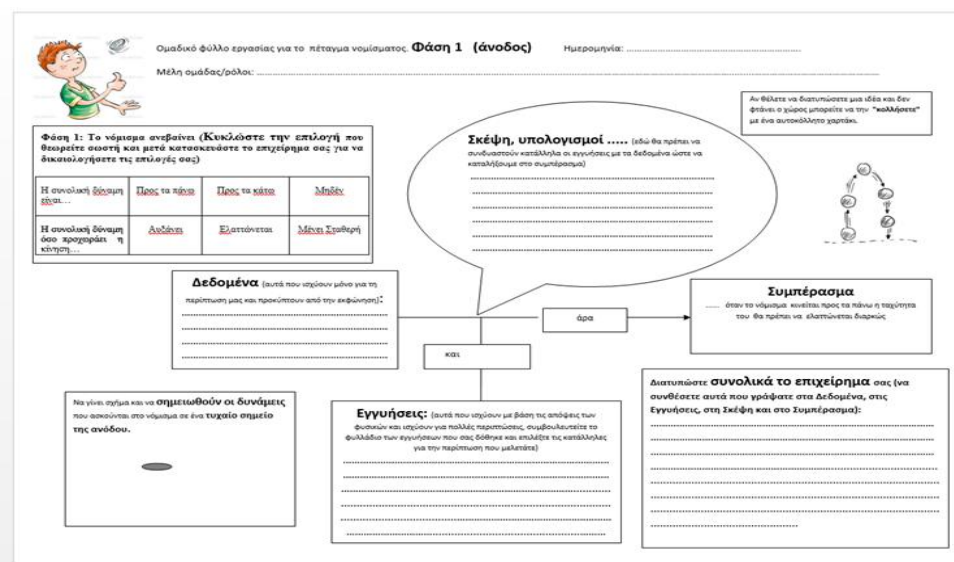 Ομαδικό φύλλο εργασίας για το πέταγμα νομίσματος. Φάση 1 (άνοδος) Ημερομηνία: ......................................................
Μέλη ομάδας/ρόλοι: ......................................................
Αν θέλετε να διατυπώσετε μια ιδέα και δεν
φτάνει ο χώρος μπορείτε να την "κολλήσετε"
με ένα αυτοκόλλητο χαρτάκι.
Φάση 1: Το νόμισμα ανεβαίνει (Κυκλώστε την επιλογή που
θεωρείτε σωστή και μετά κατασκευάστε το επιχείρημα σας για να
δικαιολογήσετε τις επιλογές σας)
Η συνολική δύναμη Προς τα πάνω Προς τα κάτω Μηδέν
είναι...
Η συνολική δύναμη Αυξάνει Ελαττώνεται Μένει Σταθερή
όσο προχωράει η
κίνηση...
Σκέψη, υπολογισμοί ..... (εδώ θα πρέπει να
συνδυαστούν κατάλληλα οι εγγυήσεις με τα δεδομένα ώστε να
καταλήξουμε στο συμπέρασμα)
Δεδομένα (αυτά που ισχύουν μόνο για τη
περίπτωση μας και προκύπτουν από την εκφώνηση):
άρα
Συμπέρασμα
...... όταν το νόμισμα κινείται προς τα πάνω η ταχύτητα
του θα πρέπει να ελαττώνεται διαρκώς
και
Να γίνει σχήμα και να σημειωθούν οι δυνάμεις
που ασκούνται στο νόμισμα σε ένα τυχαίο σημείο
της ανόδου.
Εγγυήσεις: (αυτά που ισχύουν με βάση τις απόψεις των
φυσικών και ισχύουν για πολλές περιπτώσεις, συμβουλευτείτε το
φυλλάδιο των εγγυήσεων που σας δόθηκε και επιλέξτε τις κατάλληλες
για την περίπτωση που μελετάτε)
Διατυπώστε συνολικά το επιχείρημα σας (να
συνθέσετε αυτά που γράψατε στα Δεδομένα, στις
Εγγυήσεις, στη Σκέψη και στο Συμπέρασμα):